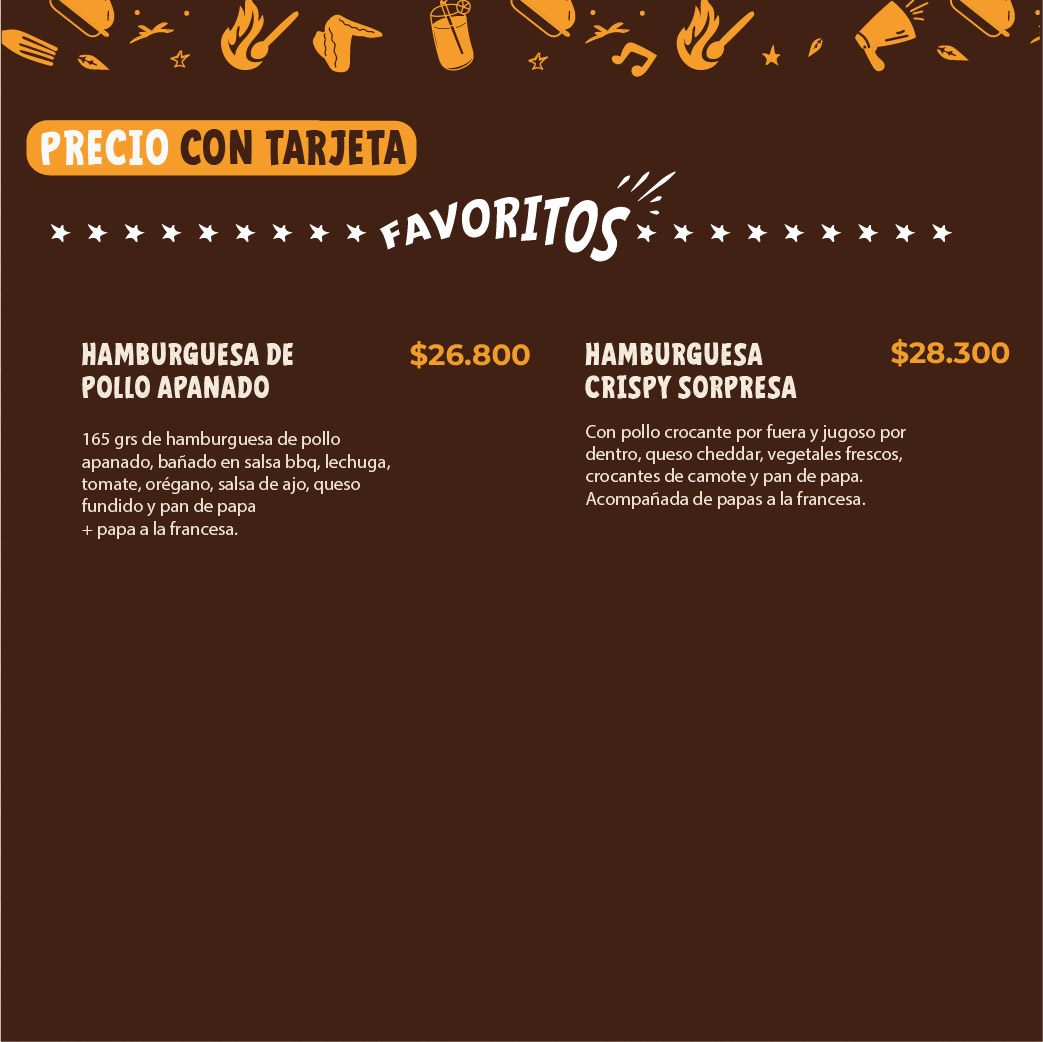 PRECIO CON TARJETA
FAVORITOS
HAMBURGUESA DE
POLLO APANADO
$26.800
165 grs de hamburguesa de pollo
apanado, bañado en salsa bbq, lechuga,
tomate, orégano, salsa de ajo, queso
fundido y pan de papa
+ papa a la francesa.
HAMBURGUESA
CRISPY SORPRESA
$28.300
Con pollo crocante por fuera y jugoso por
dentro, queso cheddar, vegetales frescos,
crocantes de camote y pan de papa.
Acompañada de papas a la francesa.